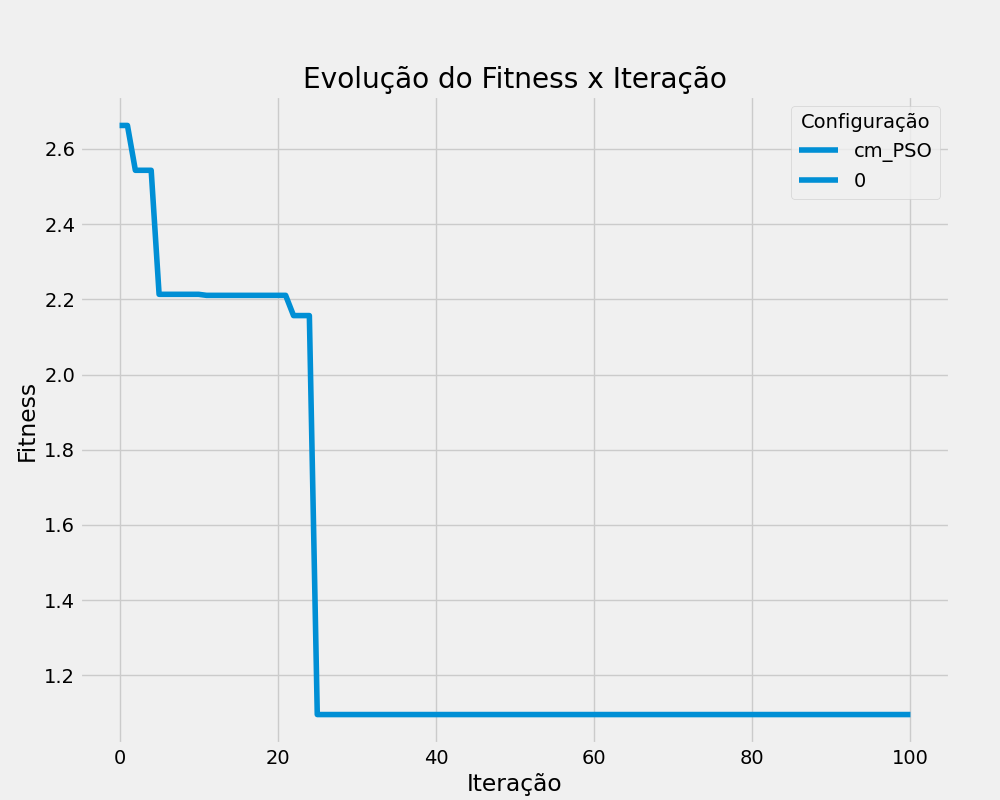 Evolução do Fitness x Iteração
Configuração
cm_PSO
0
Fitness
2.6
2.4
2.2
2.0
1.8
1.6
1.4
1.2
0 20 40 60 80 100
Iteração